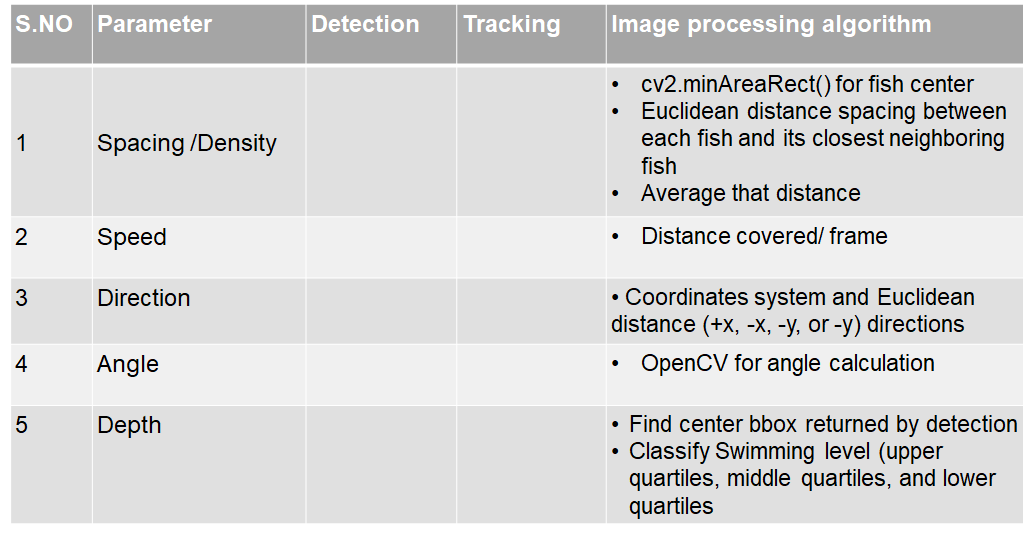 S.NO Parameter Detection Tracking Image processing algorithm
1 Spacing /Density
• cv2.minAreaRect() for fish center
• Euclidean distance spacing between
each fish and its closest neighboring
fish
• Average that distance
2 Speed • Distance covered/ frame
3 Direction • Coordinates system and Euclidean
distance (+x, -x, -y, or -y) directions
4 Angle • OpenCV for angle calculation
5 Depth • Find center bbox returned by detection
• Classify Swimming level (upper
quartiles, middle quartiles, and lower
quartiles